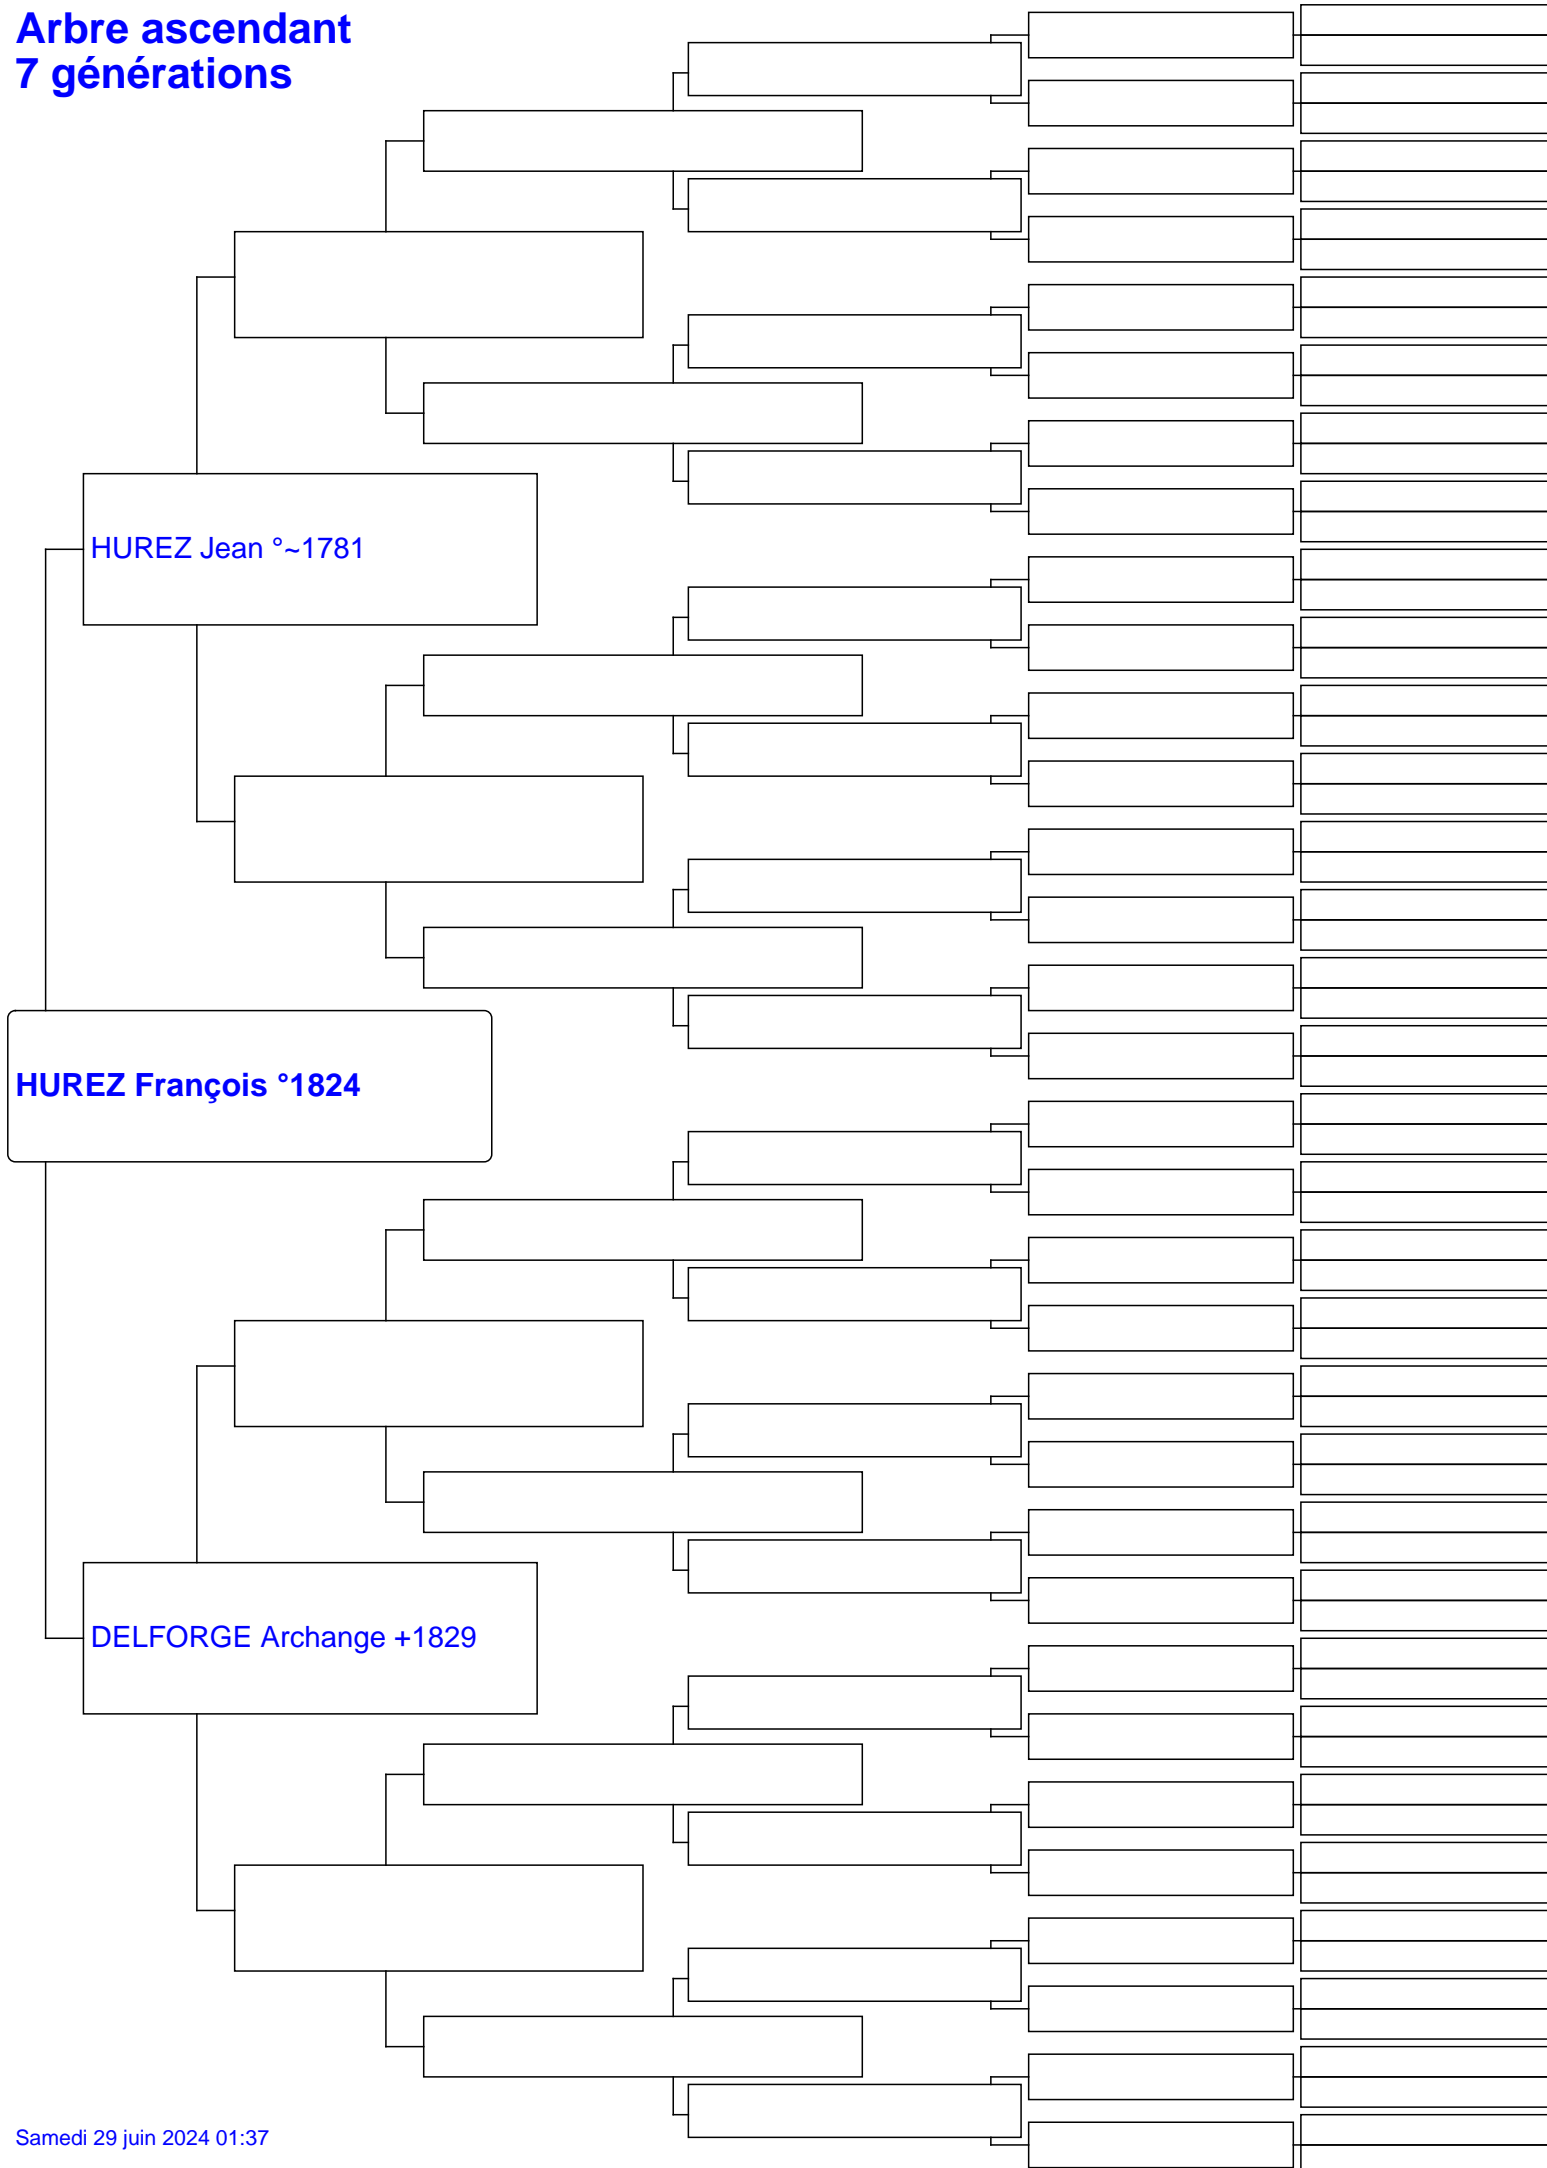 Arbre ascendant
7 générations
HUREZ Jean °~1781
HUREZ François °1824
DELFORGE Archange +1829
Samedi 29 juin 2024 01:37